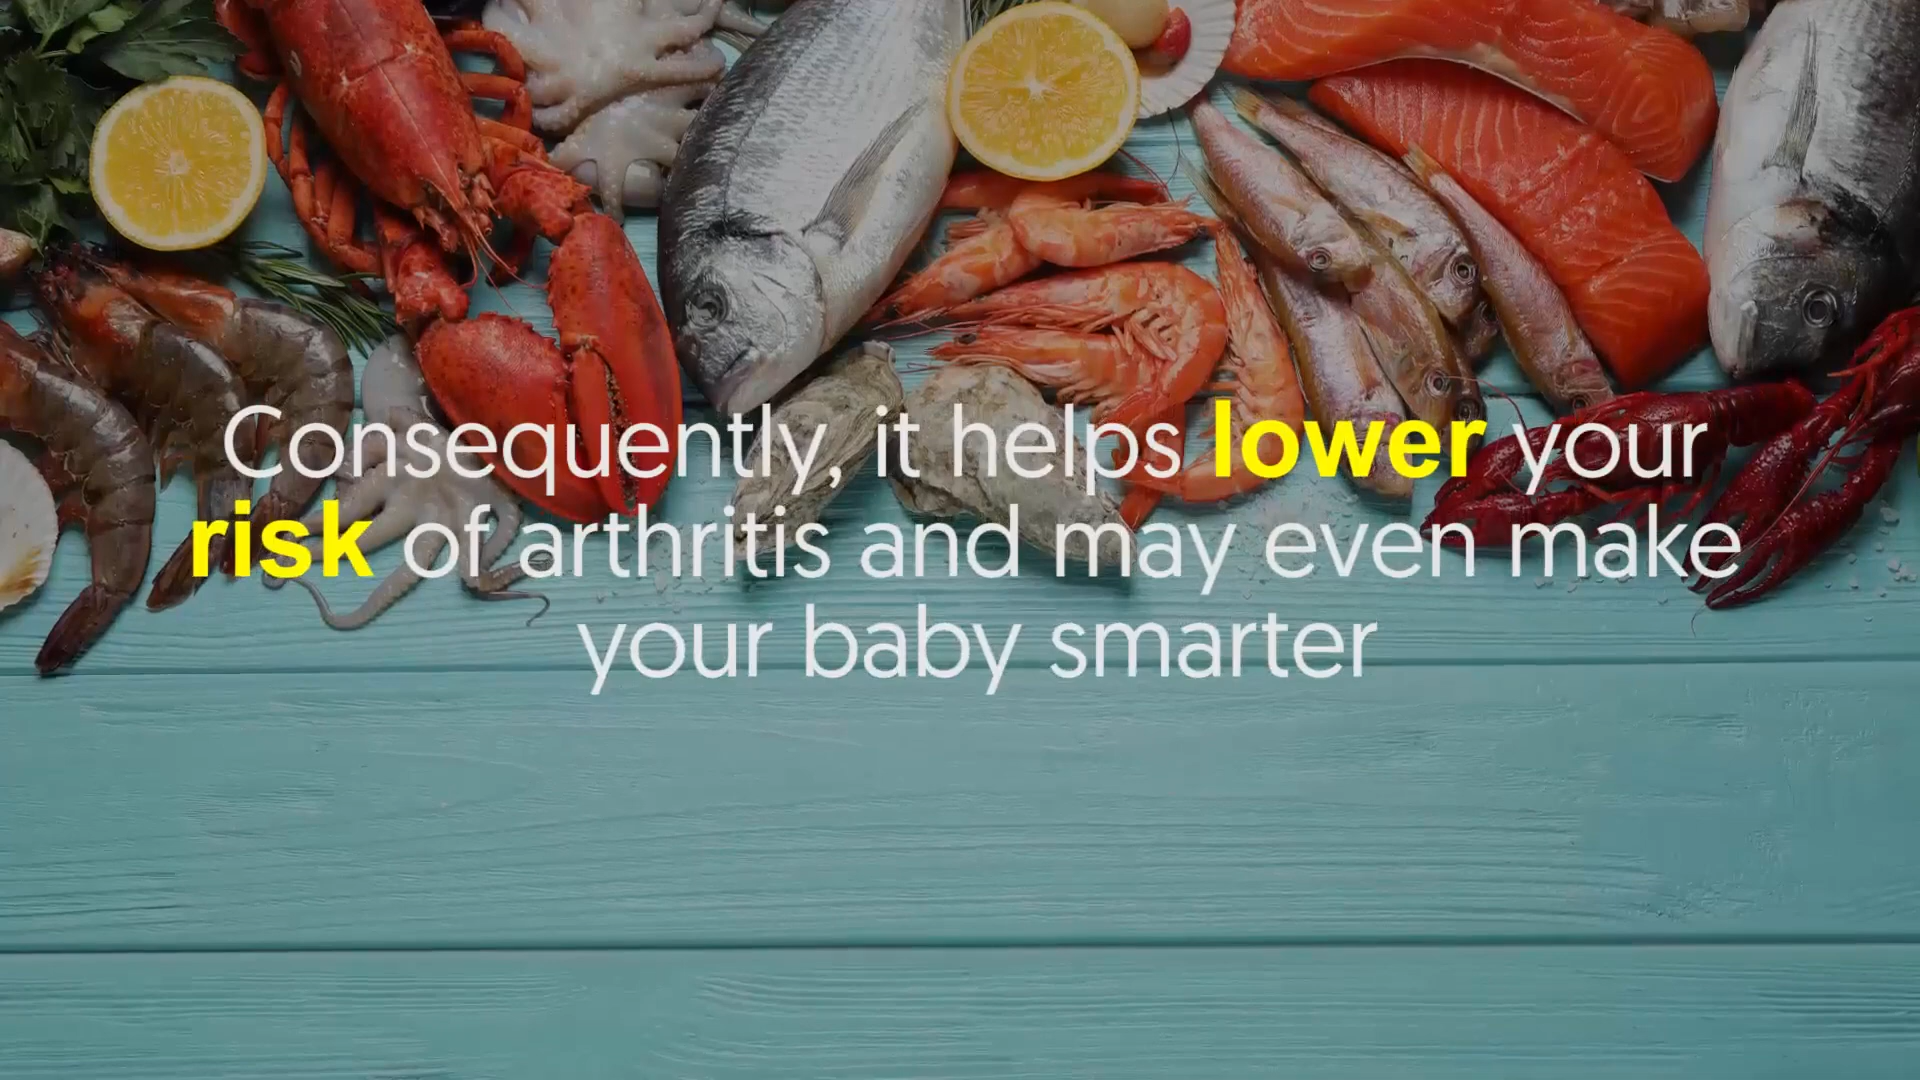 Consequently, it helps lower your
risk of arthritis and may even make
your baby smarter